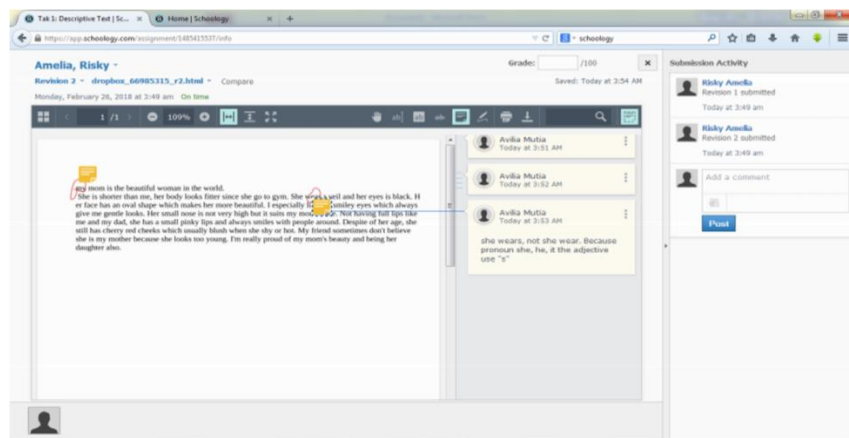 Tak 1: Descriptive Text | Sc...
Home | Schoology
https://app.schoology.com/assignment/1485415537/info
schoology
Amelia, Risky
Grade: /100
Revision 2 dropbox_66985315_r2.html Compare
Saved: Today at 3:54 AM
Monday, February 26, 2018 at 3:49 am On time
1 /1 109%
my mom is the beautiful woman in the world.
She is shorter than me, her body looks fitter since she go to gym. She wears a veil and her eyes is black. H
er face has an oval shape which makes her more beautiful. I especially smiley eyes which always
give me gentle looks. Her small nose is not very high but it suits my Not having full lips like
me and my dad, she has a small pinky lips and always smiles with people around. Despite of her age, she
still has cherry red cheeks which usually blush when she shy or hot. My friend sometimes don't believe
she is my mother because she looks too young. I'm really proud of my mom's beauty and being her
daughter also.
Avilia Mutia
Today at 3:51 AM
Avilia Mutia
Today at 3:52 AM
Avilia Mutia
Today at 3:53 AM
she wears, not she wear. Because
pronoun she, he, it the adjective
use "s"
Submission Activity
Risky Amelia
Revision 1 submitted
Today at 3:49 am
Risky Amelia
Revision 2 submitted
Today at 3:49 am
Add a comment
Post